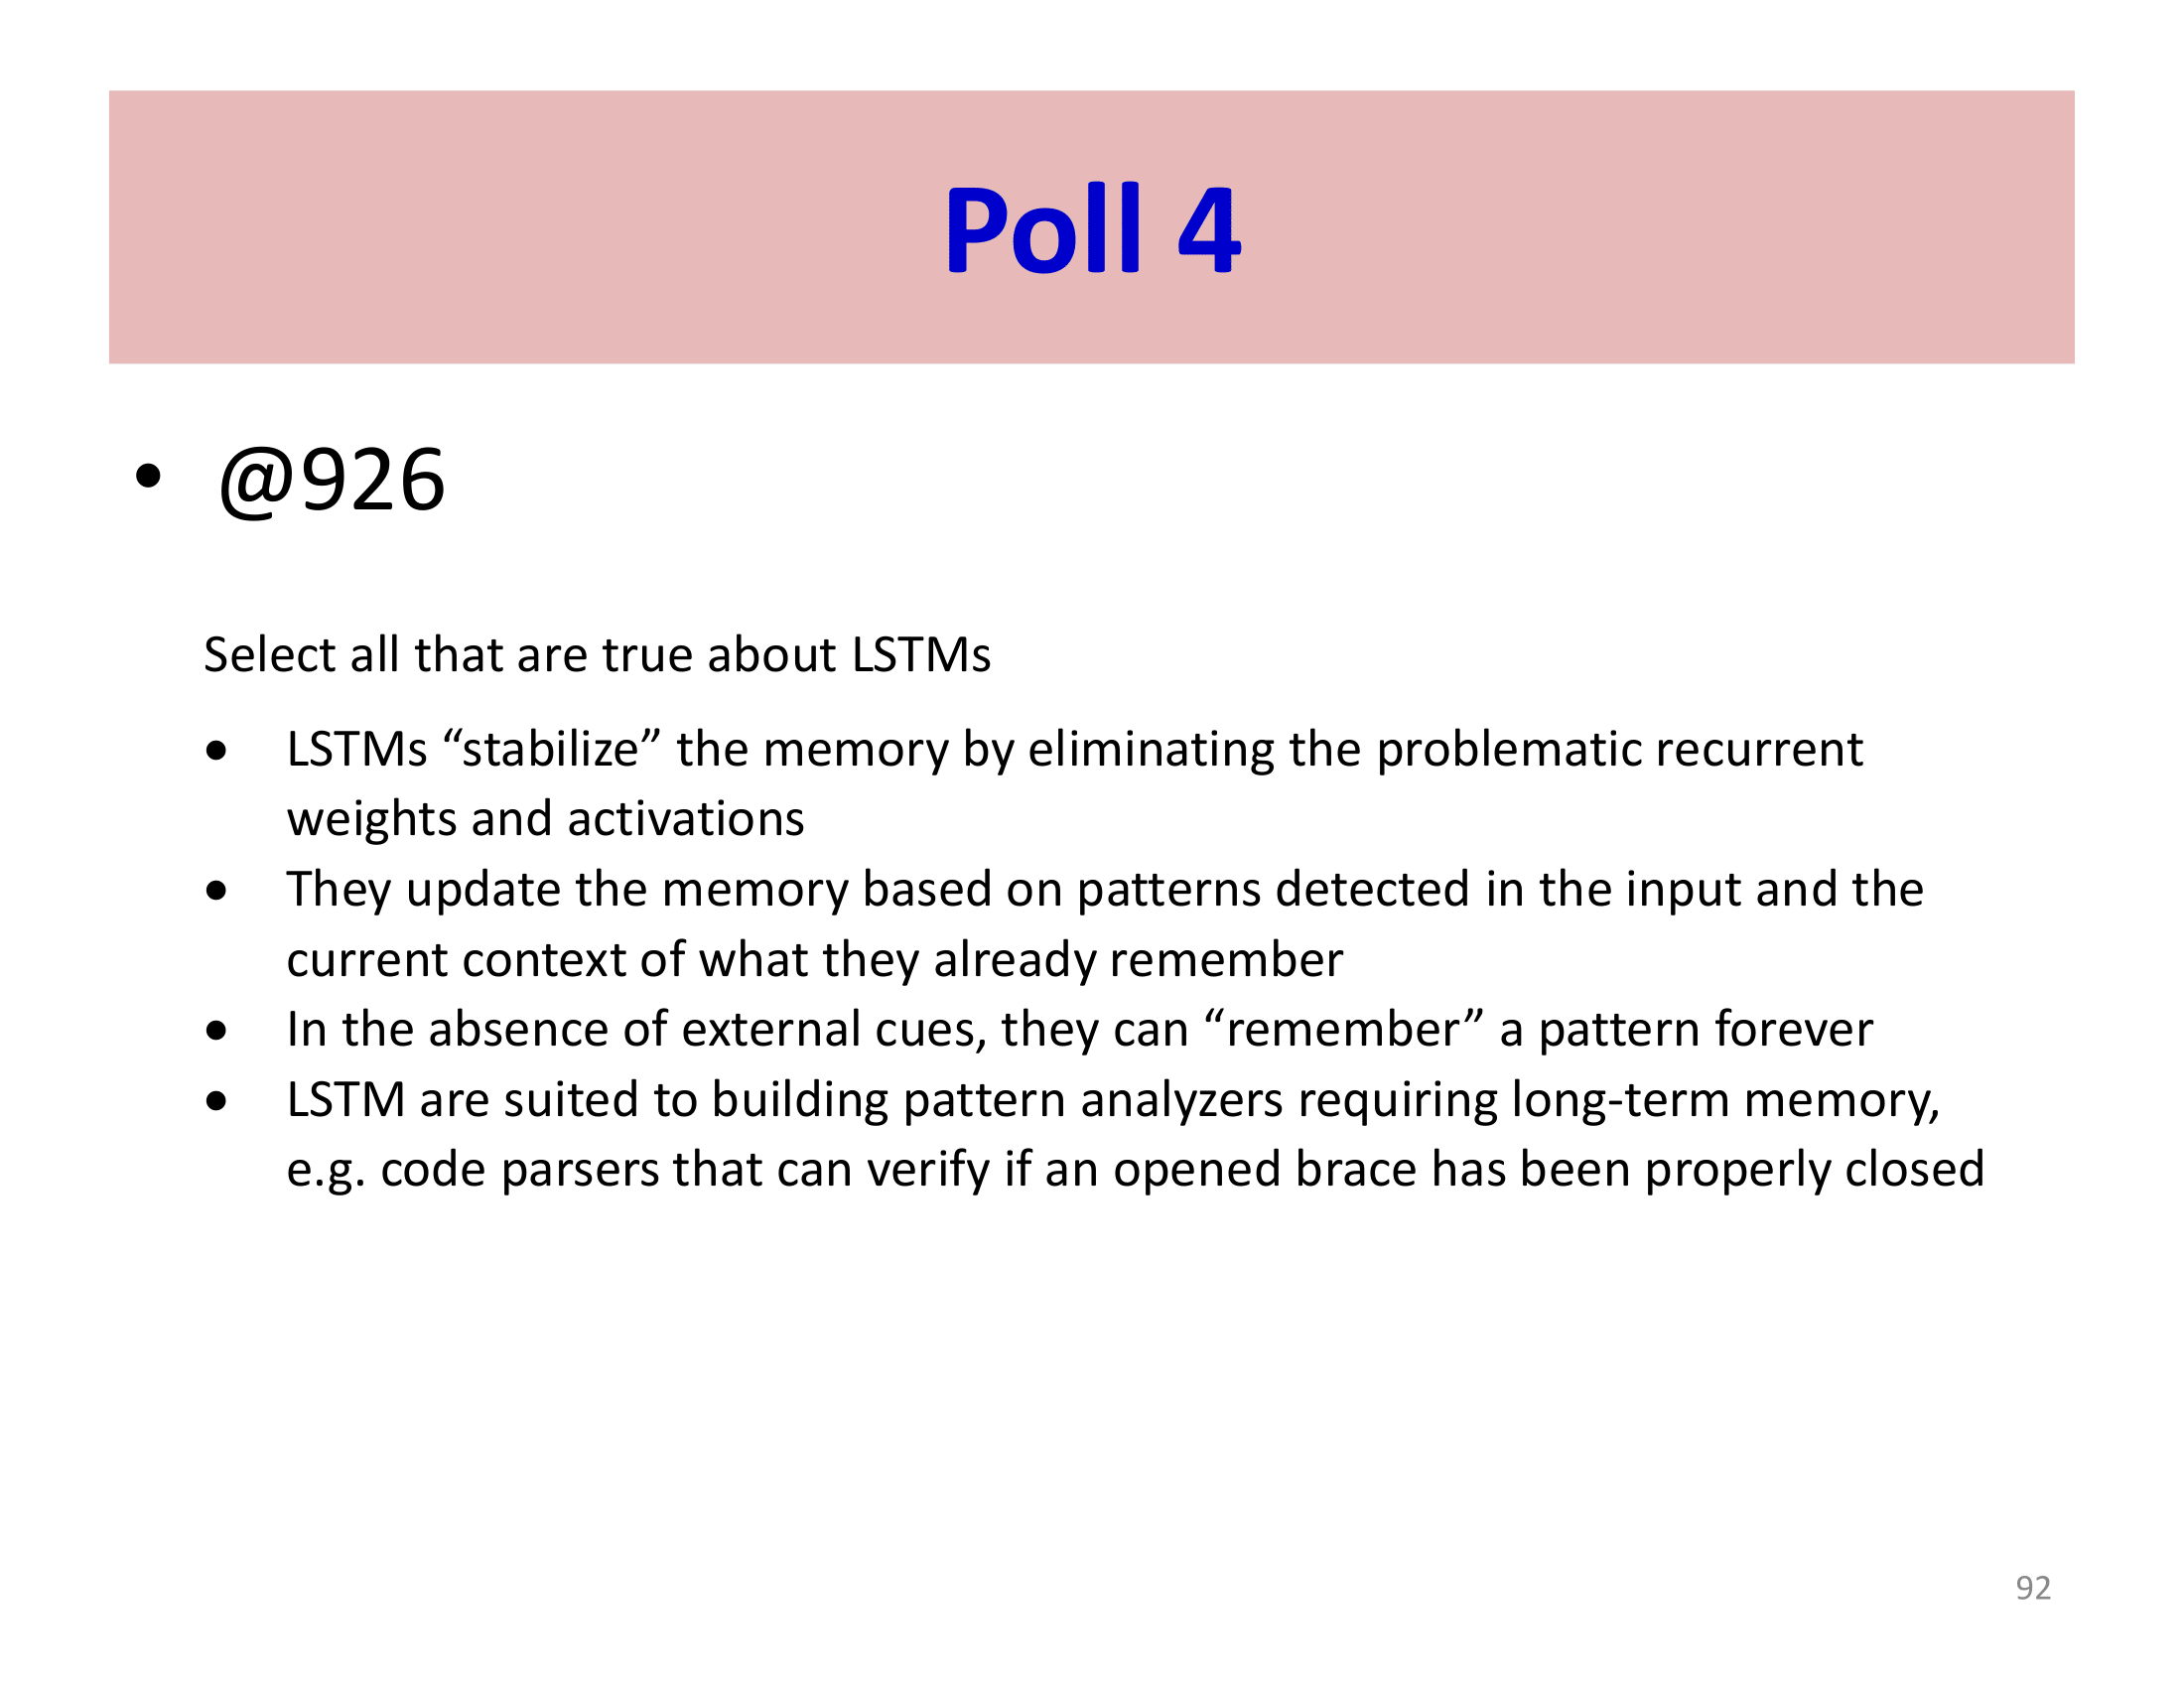 Poll 4
• @926
Select all that are true about LSTMs
• LSTMs “stabilize” the memory by eliminating the problematic recurrent
weights and activations
• They update the memory based on patterns detected in the input and the
current context of what they already remember
• In the absence of external cues, they can “remember” a pattern forever
• LSTM are suited to building pattern analyzers requiring long-term memory,
e.g. code parsers that can verify if an opened brace has been properly closed
92